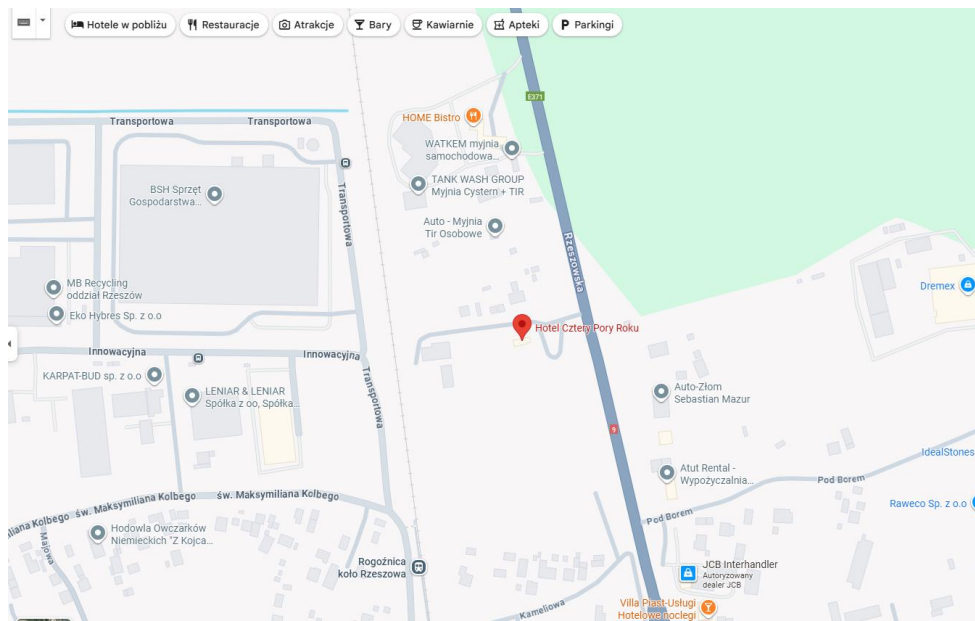 Hotele w pobliżu
Restauracje
Atrakcje
Bary
Kawiarnie
Apteki
P Parkingi
E371
HOME Bistro
Transportowa
Transportowa
WATKEM myjnia
samochodowa...
TANK WASH GROUP
Myjnia Cystern + TIR
BSH Sprzęt
Gospodarstwa...
Transportowa
Auto - Myjnia
Tir Osobowe
Rzeszowska
MB Recycling
oddział Rzeszów
Dremex
Eko Hybres Sp. z o.o
Hotel Cztery Pory Roku
Innowacyjna
Innowacyjna
KARPAT-BUD sp. z o.o
Transportowa
LENIAR & LENIAR
Spółka z oo, Spółka...
Auto-Złom
Sebastian Mazur
9
IdealStones
Atut Rental -
Wypożyczalnia...
Pod Borem
św. Maksymiliana Kolbego
św. Maksymiliana Kolbego
iliana Kolbego
Raweco Sp. z o.o
Pod Borem
Hodowla Owczarków
Niemieckich "Z Kojca...
Majowa
Rogoźnica
koło Rzeszowa
JCB Interhandler
Autoryzowany
dealer JCB
Kameliowa
Villa Piast-Usługi
Hotelowe noclegi